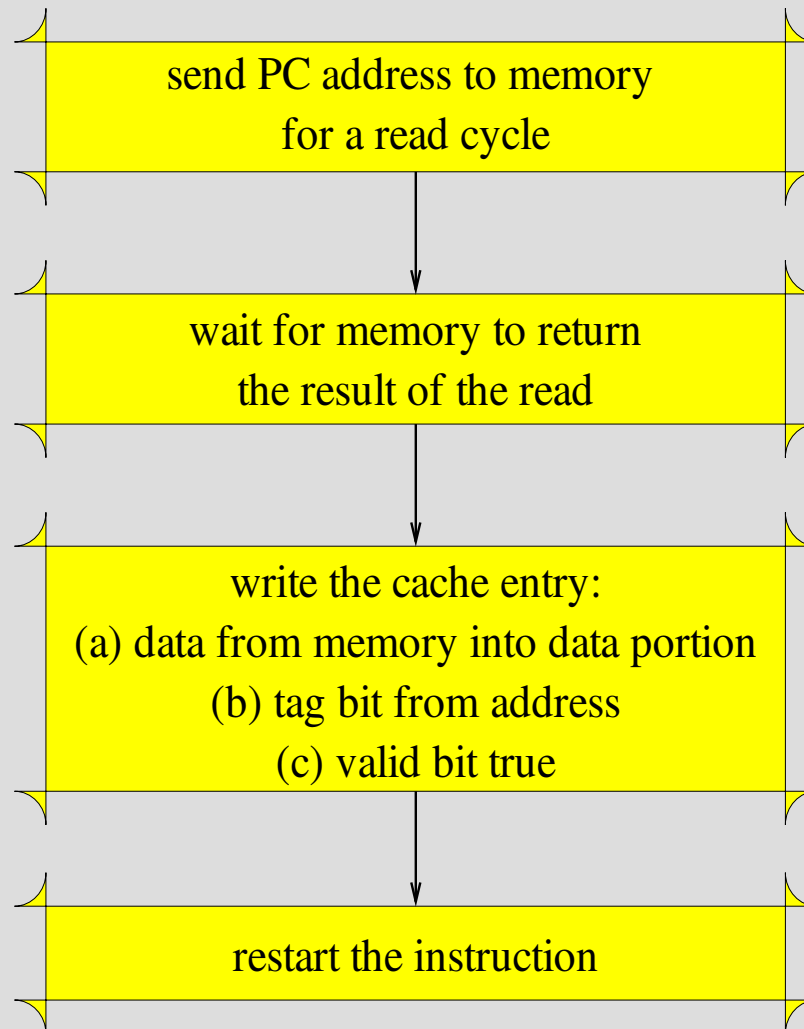 send PC address to memory
for a read cycle
wait for memory to return
the result of the read
write the cache entry:
(a) data from memory into data portion
(b) tag bit from address
(c) valid bit true
restart the instruction